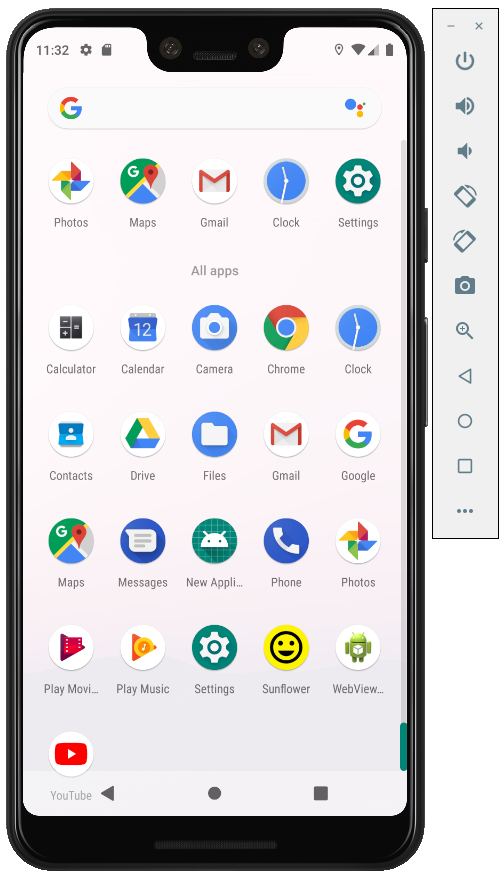 11:32
Photos Maps Gmail Clock Settings
All apps
Calculator Calendar Camera Chrome Clock
12
Contacts Drive Files Gmail Google
Maps Messages New Appli... Phone Photos
Play Movi... Play Music Settings Sunflower WebView...
YouTube